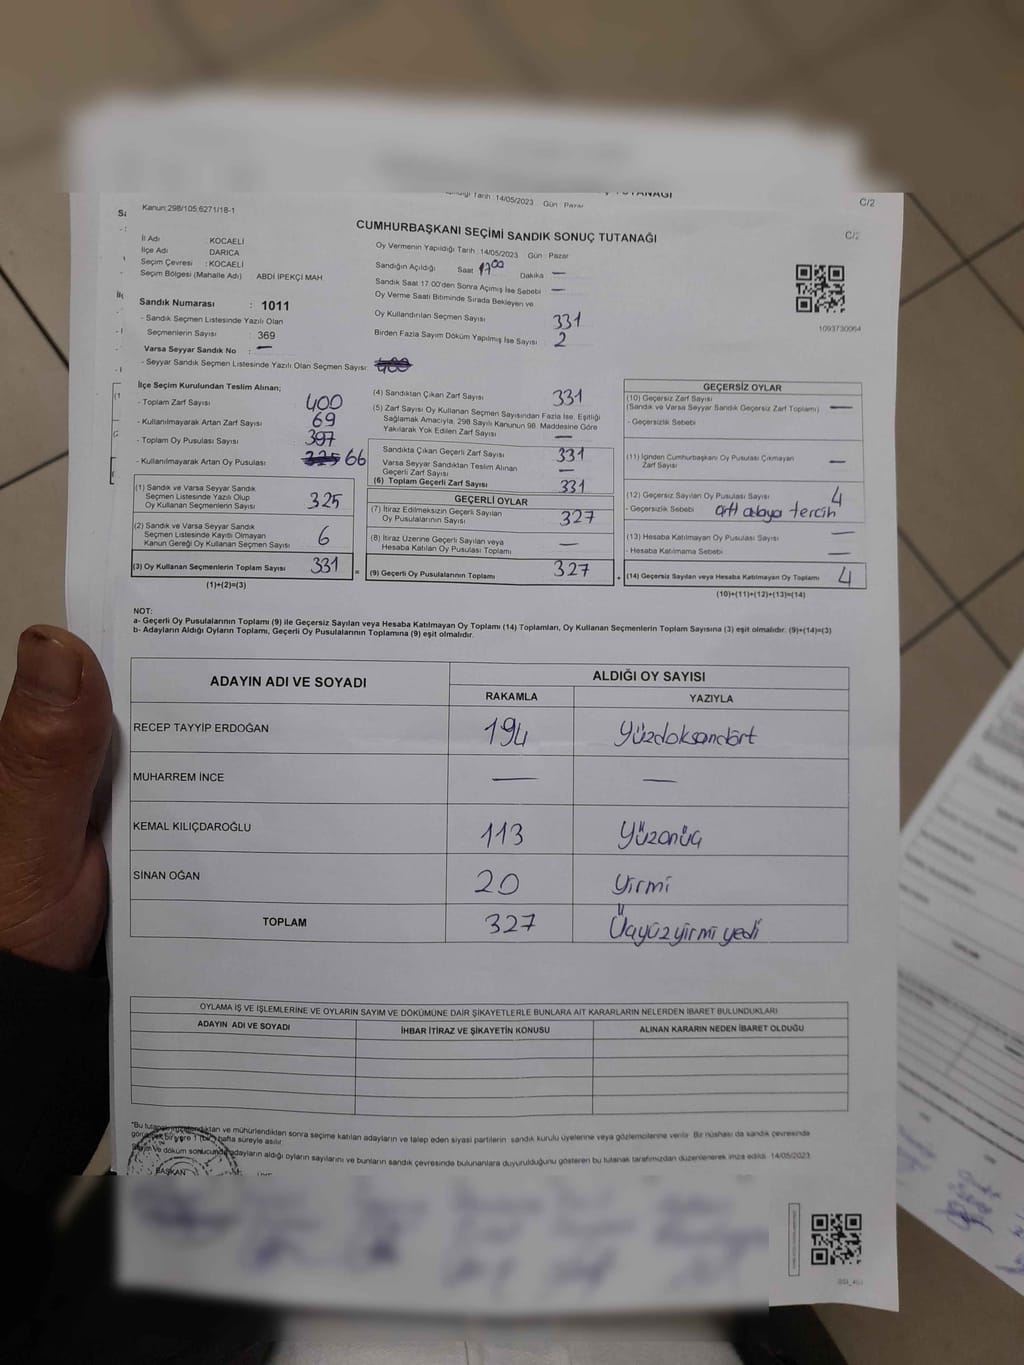 Tarih : 14/05/2023 Gün : Pazar
C/2
Kanun:298/105;6271/18-1
CUMHURBAŞKANI SEÇİMİ SANDIK SONUÇ TUTANAĞI
C/2
İl Adı : KOCAELİ
İlçe Adı : DARICA
Seçim Çevresi : KOCAELİ
Seçim Bölgesi (Mahalle Adı) ABDİ İPEKÇİ MAH.
Oy Vermenin Yapıldığı Tarih : 14/05/2023 Gün : Pazar
Sandığın Açıldığı Saat 17 00 Dakika —
Sandık Saat 17.00'den Sonra Açımış İse Sebebi —
Oy Verme Saati Bitiminde Sırada Bekleyen ve
Oy Kullandırılan Seçmen Sayısı 331
Birden Fazla Sayım Döküm Yapılmış İse Sayısı : 2
1093730064
Sandık Numarası : 1011
- Sandık Seçmen Listesinde Yazılı Olan
Seçmenlerin Sayısı : 369
Varsa Seyyar Sandık No : —
- Seyyar Sandık Seçmen Listesinde Yazılı Olan Seçmen Sayısı : 400
İlçe Seçim Kurulundan Teslim Alınan;
- Toplam Zarf Sayısı 400
- Kullanılmayarak Artan Zarf Sayısı 69
- Toplam Oy Pusulası Sayısı 397
- Kullanılmayarak Artan Oy Pusulası 325 66
(1) Sandık ve Varsa Seyyar Sandık
Seçmen Listesinde Yazılı Olup
Oy Kullanan Seçmenlerin Sayısı 325
(2) Sandık ve Varsa Seyyar Sandık
Seçmen Listesinde Kayıtlı Olmayan
Kanun Gereği Oy Kullanan Seçmen Sayısı 6
(3) Oy Kullanan Seçmenlerin Toplam Sayısı 331
(1)+(2)=(3)
(4) Sandıktan Çıkan Zarf Sayısı 331
(5) Zarf Sayısı Oy Kullanan Seçmen Sayısından Fazla İse, Eşitliği
Sağlamak Amacıyla, 298 Sayılı Kanunun 98. Maddesine Göre
Yakılarak Yok Edilen Zarf Sayısı —
Sandıkta Çıkan Geçerli Zarf Sayısı 331
Varsa Seyyar Sandıktan Teslim Alınan
Geçerli Zarf Sayısı —
(6) Toplam Geçerli Zarf Sayısı 331
GEÇERLİ OYLAR
(7) İtiraz Edilmeksizin Geçerli Sayılan
Oy Pusulalarının Sayısı 327
(8) İtiraz Üzerine Geçerli Sayılan veya
Hesaba Katılan Oy Pusulası Toplamı —
= (9) Geçerli Oy Pusulalarının Toplamı 327
GEÇERSİZ OYLAR
(10) Geçersiz Zarf Sayısı
(Sandık ve Varsa Seyyar Sandık Geçersiz Zarf Toplamı) —
- Geçersizlik Sebebi
(11) İçinden Cumhurbaşkanı Oy Pusulası Çıkmayan
Zarf Sayısı —
(12) Geçersiz Sayılan Oy Pusulası Sayısı 4
- Geçersizlik Sebebi tercih
(13) Hesaba Katılmayan Oy Pusulası Sayısı —
- Hesaba Katılmama Sebebi —
+ (14) Geçersiz Sayılan veya Hesaba Katılmayan Oy Toplamı 4
(10)+(11)+(12)+(13)=(14)
NOT:
a- Geçerli Oy Pusulalarının Toplamı (9) ile Geçersiz Sayılan veya Hesaba Katılmayan Oy Toplamı (14) Toplamları, Oy Kullanan Seçmenlerin Toplam Sayısına (3) eşit olmalıdır. (9)+(14)=(3)
b- Adayların Aldığı Oyların Toplamı, Geçerli Oy Pusulalarının Toplamına (9) eşit olmalıdır.
ADAYIN ADI VE SOYADI
ALDIĞI OY SAYISI
RAKAMLA YAZIYLA
RECEP TAYYİP ERDOĞAN 194 Yüzdoksandört
MUHARREM İNCE — —
KEMAL KILIÇDAROĞLU 113 Yüzonüç
SİNAN OĞAN 20 Yirmi
TOPLAM 327 Üçyüzyirmi yedi
OYLAMA İŞ VE İŞLEMLERİNE VE OYLARIN SAYIM VE DÖKÜMÜNE DAİR ŞİKAYETLERLE BUNLARA AİT KARARLARIN NELERDEN İBARET BULUNDUKLARI
ADAYIN ADI VE SOYADI İHBAR İTİRAZ VE ŞİKAYETİN KONUSU ALINAN KARARIN NEDEN İBARET OLDUĞU
*Bu ve mühürlendikten sonra seçime katılan adayların ve talep eden siyasi partilerin sandık kurulu üyelerine veya gözlemcilerine verilir. Bir nüshası da sandık çevresinde
hafta süreyle asılır.
ve döküm sonucunda adayların aldığı oyların sayılarını ve bunların sandık çevresinde bulunanlara duyurulduğunu gösteren bu tutanak tarafımızdan düzenlenerek imza edildi. 14/05/2023
BAŞKAN